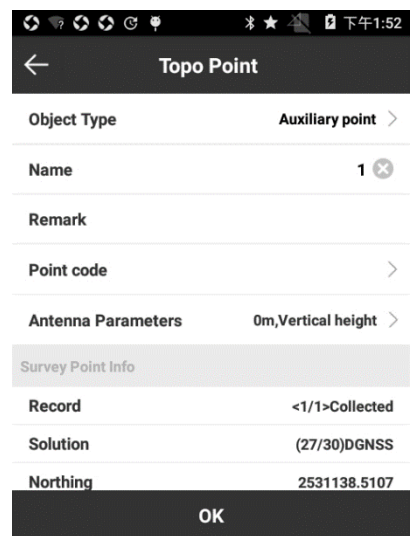 下午1:52
Topo Point
Object Type Auxiliary point
Name 1
Remark
Point code
Antenna Parameters 0m,Vertical height
Survey Point Info
Record <1/1>Collected
Solution (27/30)DGNSS
Northing 2531138.5107
OK